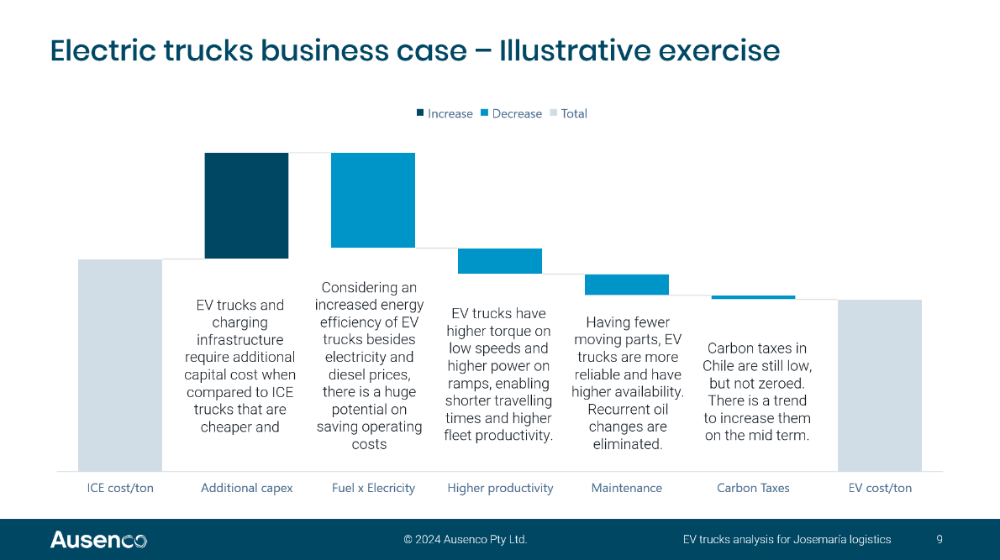 Electric trucks business case – Illustrative exercise
Increase Decrease Total
EV trucks and
charging
infrastructure
require additional
capital cost when
compared to ICE
trucks that are
cheaper and
Considering an
increased energy
efficiency of EV
trucks besides
electricity and
diesel prices,
there is a huge
potential on
saving operating
costs
EV trucks have
higher torque on
low speeds and
higher power on
ramps, enabling
shorter travelling
times and higher
fleet productivity.
Having fewer
moving parts, EV
trucks are more
reliable and have
higher availability.
Recurrent oil
changes are
eliminated.
Carbon taxes in
Chile are still low,
but not zeroed.
There is a trend
to increase them
on the mid term.
ICE cost/ton
Additional capex
Fuel x Elecricity
Higher productivity
Maintenance
Carbon Taxes
EV cost/ton
Ausenco
© 2024 Ausenco Pty Ltd.
EV trucks analysis for Josemaría logistics
9